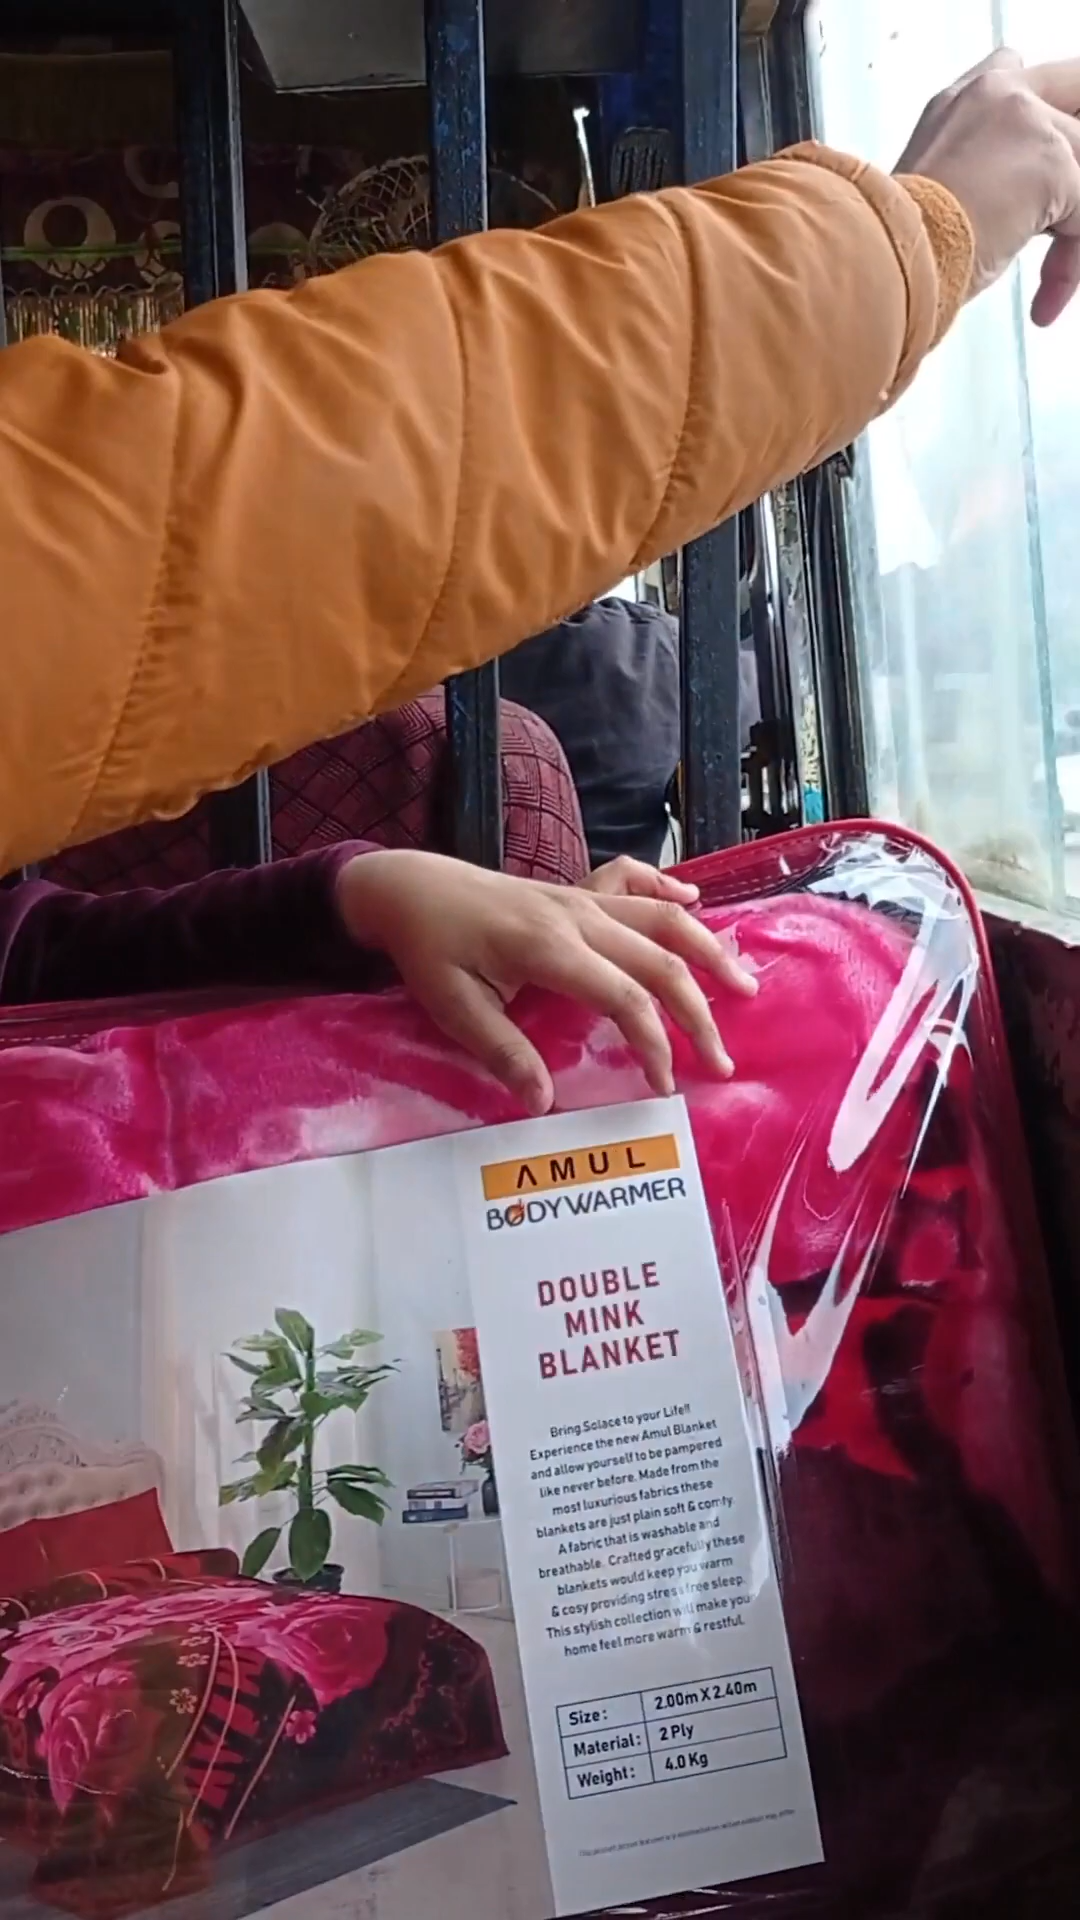 AMUL
BODYWARMER
DOUBLE
MINK
BLANKET
Bring Solace to your Life!!
Experience the new Amul Blanket
and allow yourself to be pampered
like never before. Made from the
most luxurious fabrics these
blankets are just plain soft & comfy.
A fabric that is washable and
breathable. Crafted gracefully these
blankets would keep you warm
& cosy providing stress free sleep.
This stylish collection will make your
home feel more warm & restful.
Size: 2.00m X 2.40m
Material: 2 Ply
Weight: 4.0 Kg